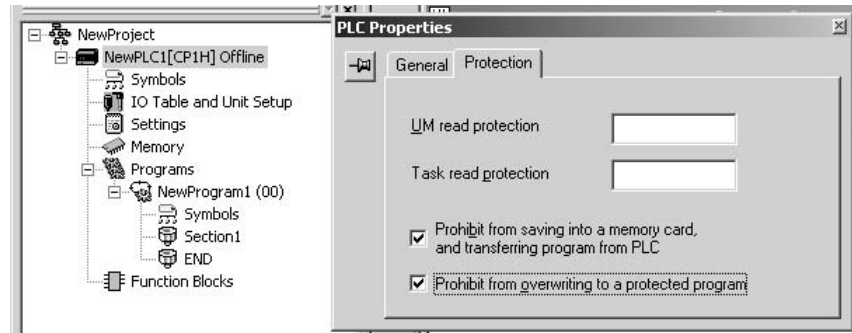 NewProject
NewPLC1[CP1H] Offline
Symbols
IO Table and Unit Setup
Settings
Memory
Programs
NewProgram1 (00)
Symbols
Section1
END
Function Blocks
PLC Properties
General Protection
UM read protection
Task read protection
Prohibit from saving into a memory card,
and transferring program from PLC
Prohibit from overwriting to a protected program